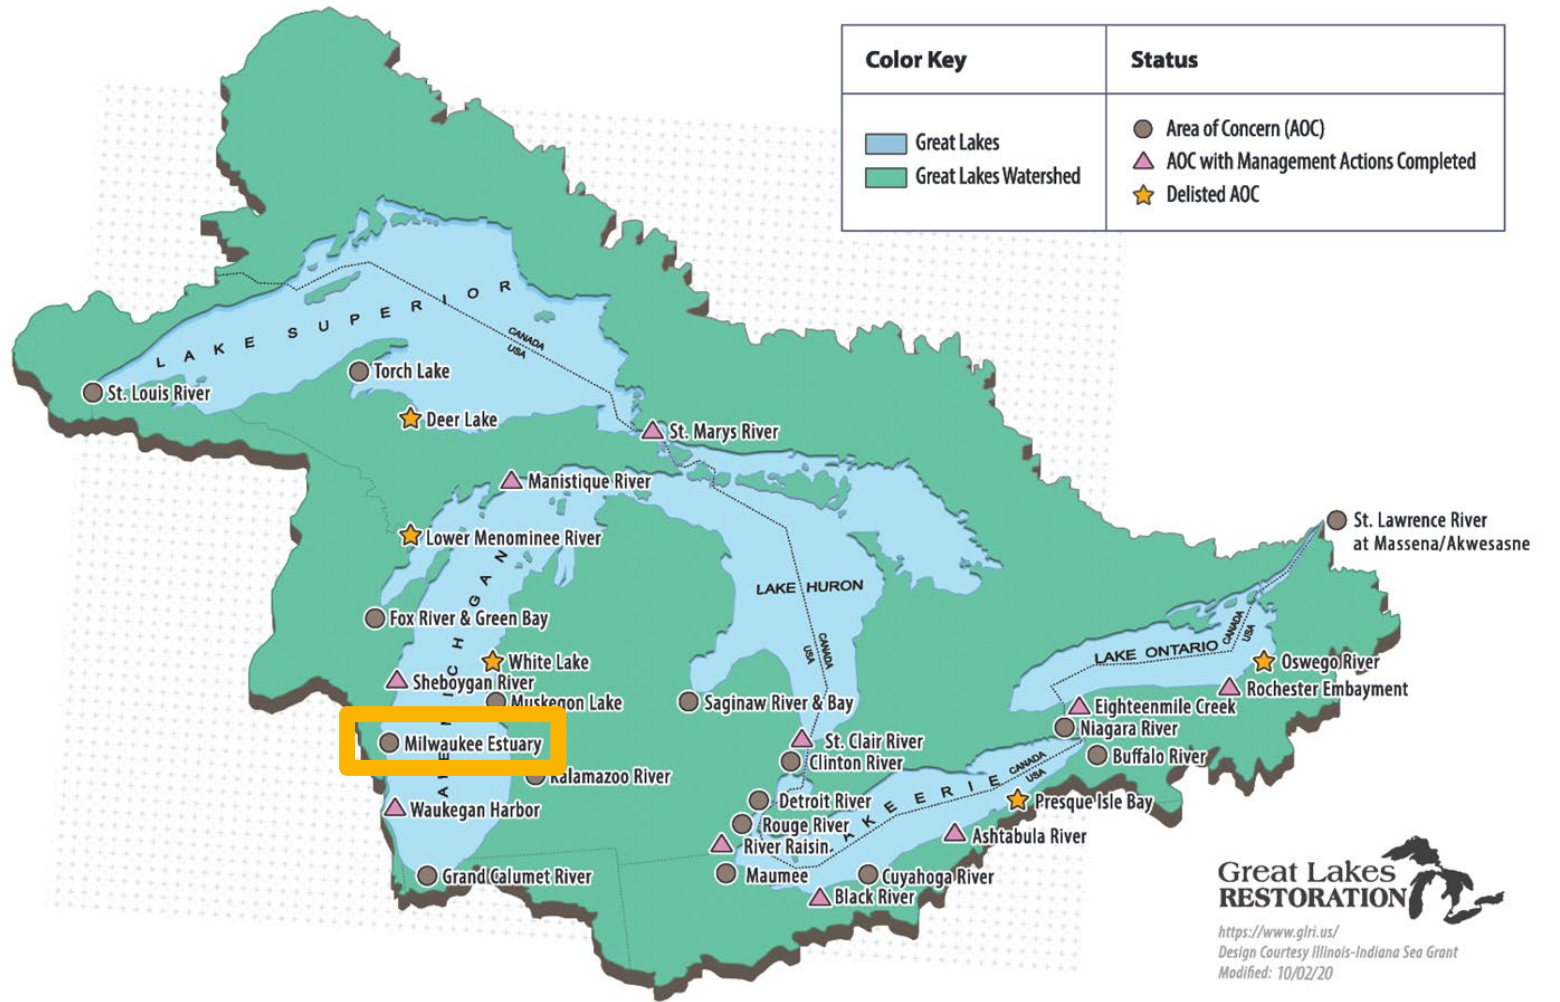 Color Key
Status
Great Lakes
Great Lakes Watershed
Area of Concern (AOC)
AOC with Management Actions Completed
Delisted AOC
LAKE SUPERIOR
CANADA
USA
St. Louis River
Torch Lake
Deer Lake
St. Marys River
Manistique River
Lower Menominee River
LAKE HURON
St. Lawrence River
at Massena/Akwesasne
Fox River & Green Bay
CANADA
USA
CANADA
USA
LAKE ONTARIO
White Lake
Oswego River
Sheboygan River
Rochester Embayment
Muskegon Lake
Saginaw River & Bay
Eighteenmile Creek
Niagara River
Milwaukee Estuary
St. Clair River
Clinton River
Buffalo River
CANADA
USA
Kalamazoo River
Detroit River
Presque Isle Bay
Waukegan Harbor
Rouge River
River Raisin
Ashtabula River
Grand Calumet River
Maumee
Cuyahoga River
Black River
AKE MICHIGAN
AKE ERIE
Great Lakes
RESTORATION
https://www.glri.us/
Design Courtesy Illinois-Indiana Sea Grant
Modified: 10/02/20